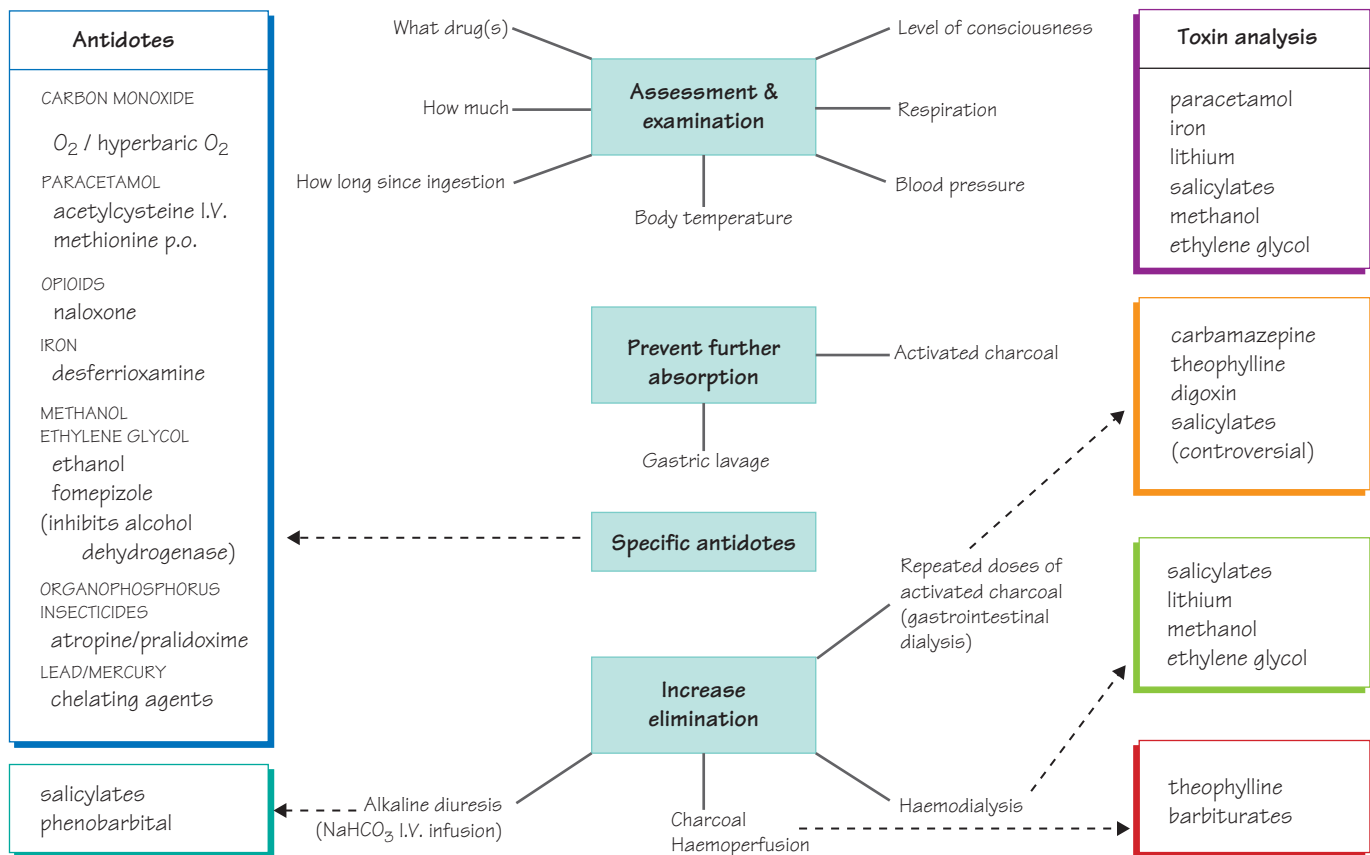 Antidotes
CARBON MONOXIDE
O₂ / hyperbaric O₂
PARACETAMOL
acetylcysteine I.V.
methionine p.o.
OPIOIDS
naloxone
IRON
desferrioxamine
METHANOL
ETHYLENE GLYCOL
ethanol
fomepizole
(inhibits alcohol
dehydrogenase)
ORGANOPHOSPHORUS
INSECTICIDES
atropine/pralidoxime
LEAD/MERCURY
chelating agents
salicylates
phenobarbital
What drug(s)
How much
How long since ingestion
Assessment &
examination
Level of consciousness
Respiration
Blood pressure
Body temperature
Prevent further
absorption
Activated charcoal
Gastric lavage
Specific antidotes
Repeated doses of
activated charcoal
(gastrointestinal
dialysis)
Increase
elimination
Alkaline diuresis
(NaHCO₃ I.V. infusion)
Charcoal
Haemoperfusion
Haemodialysis
Toxin analysis
paracetamol
iron
lithium
salicylates
methanol
ethylene glycol
carbamazepine
theophylline
digoxin
salicylates
(controversial)
salicylates
lithium
methanol
ethylene glycol
theophylline
barbiturates